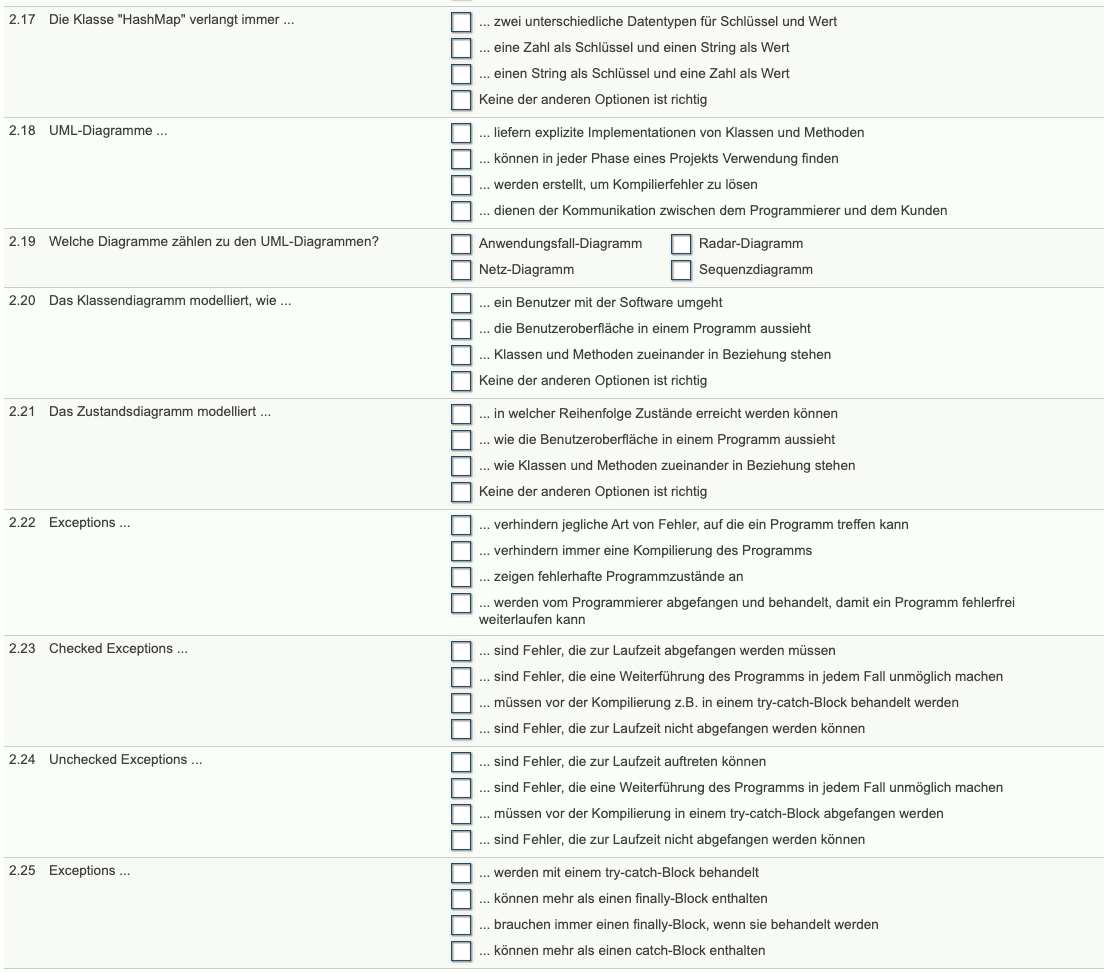 2.17 Die Klasse "HashMap" verlangt immer ...
... zwei unterschiedliche Datentypen für Schlüssel und Wert
... eine Zahl als Schlüssel und einen String als Wert
... einen String als Schlüssel und eine Zahl als Wert
Keine der anderen Optionen ist richtig
2.18 UML-Diagramme ...
... liefern explizite Implementationen von Klassen und Methoden
... können in jeder Phase eines Projekts Verwendung finden
... werden erstellt, um Kompilierfehler zu lösen
... dienen der Kommunikation zwischen dem Programmierer und dem Kunden
2.19 Welche Diagramme zählen zu den UML-Diagrammen?
Anwendungsfall-Diagramm Radar-Diagramm
Netz-Diagramm Sequenzdiagramm
2.20 Das Klassendiagramm modelliert, wie ...
... ein Benutzer mit der Software umgeht
... die Benutzeroberfläche in einem Programm aussieht
... Klassen und Methoden zueinander in Beziehung stehen
Keine der anderen Optionen ist richtig
2.21 Das Zustandsdiagramm modelliert ...
... in welcher Reihenfolge Zustände erreicht werden können
... wie die Benutzeroberfläche in einem Programm aussieht
... wie Klassen und Methoden zueinander in Beziehung stehen
Keine der anderen Optionen ist richtig
2.22 Exceptions ...
... verhindern jegliche Art von Fehler, auf die ein Programm treffen kann
... verhindern immer eine Kompilierung des Programms
... zeigen fehlerhafte Programmzustände an
... werden vom Programmierer abgefangen und behandelt, damit ein Programm fehlerfrei
weiterlaufen kann
2.23 Checked Exceptions ...
... sind Fehler, die zur Laufzeit abgefangen werden müssen
... sind Fehler, die eine Weiterführung des Programms in jedem Fall unmöglich machen
... müssen vor der Kompilierung z.B. in einem try-catch-Block behandelt werden
... sind Fehler, die zur Laufzeit nicht abgefangen werden können
2.24 Unchecked Exceptions ...
... sind Fehler, die zur Laufzeit auftreten können
... sind Fehler, die eine Weiterführung des Programms in jedem Fall unmöglich machen
... müssen vor der Kompilierung in einem try-catch-Block abgefangen werden
... sind Fehler, die zur Laufzeit nicht abgefangen werden können
2.25 Exceptions ...
... werden mit einem try-catch-Block behandelt
... können mehr als einen finally-Block enthalten
... brauchen immer einen finally-Block, wenn sie behandelt werden
... können mehr als einen catch-Block enthalten